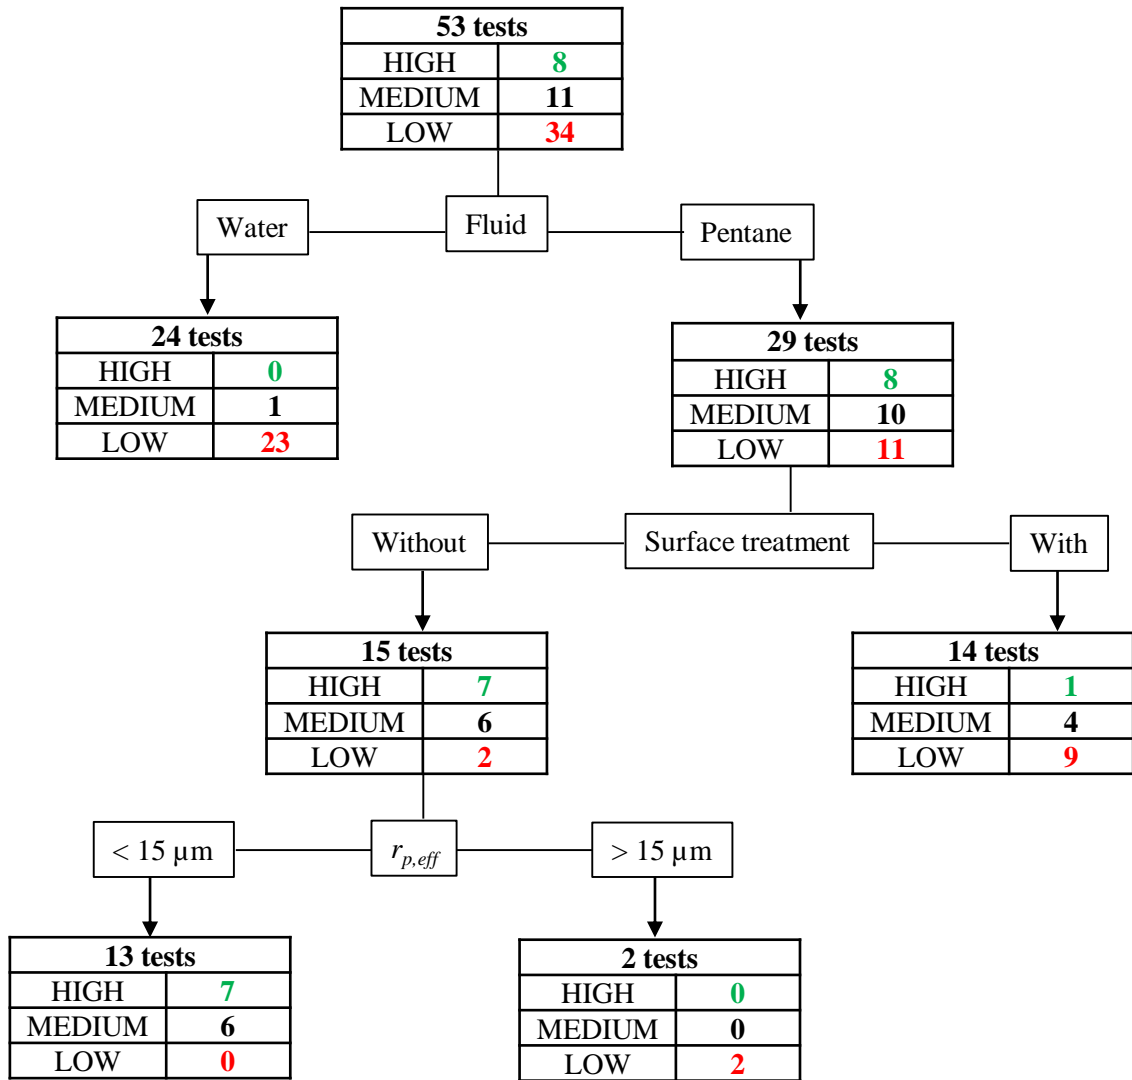 53 tests
HIGH 8
MEDIUM 11
LOW 34
Water Fluid Pentane
24 tests
HIGH 0
MEDIUM 1
LOW 23
29 tests
HIGH 8
MEDIUM 10
LOW 11
Without Surface treatment With
15 tests
HIGH 7
MEDIUM 6
LOW 2
14 tests
HIGH 1
MEDIUM 4
LOW 9
< 15 µm r_{p,eff} > 15 µm
13 tests
HIGH 7
MEDIUM 6
LOW 0
2 tests
HIGH 0
MEDIUM 0
LOW 2